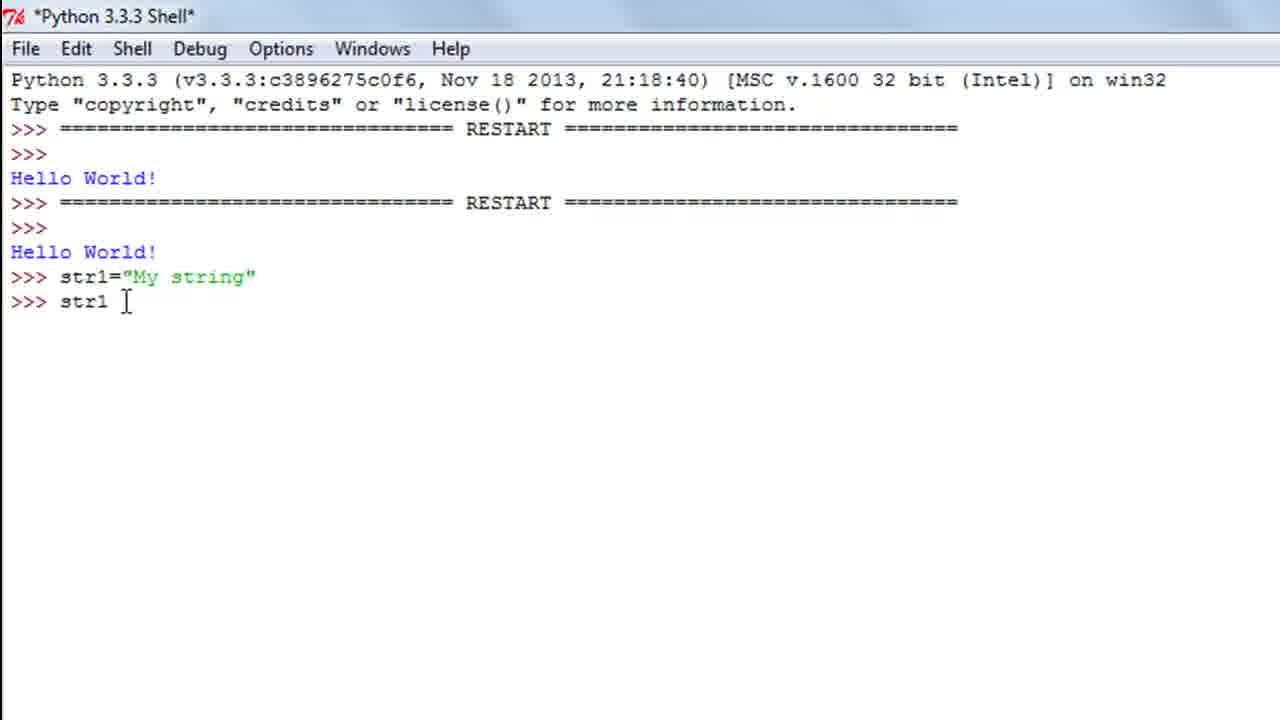 *Python 3.3.3 Shell*
File Edit Shell Debug Options Windows Help
Python 3.3.3 (v3.3.3:c3896275c0f6, Nov 18 2013, 21:18:40) [MSC v.1600 32 bit (Intel)] on win32
Type "copyright", "credits" or "license()" for more information.
>>> ================================ RESTART ================================
>>>
Hello World!
>>> ================================ RESTART ================================
>>>
Hello World!
>>> str1="My string"
>>> str1